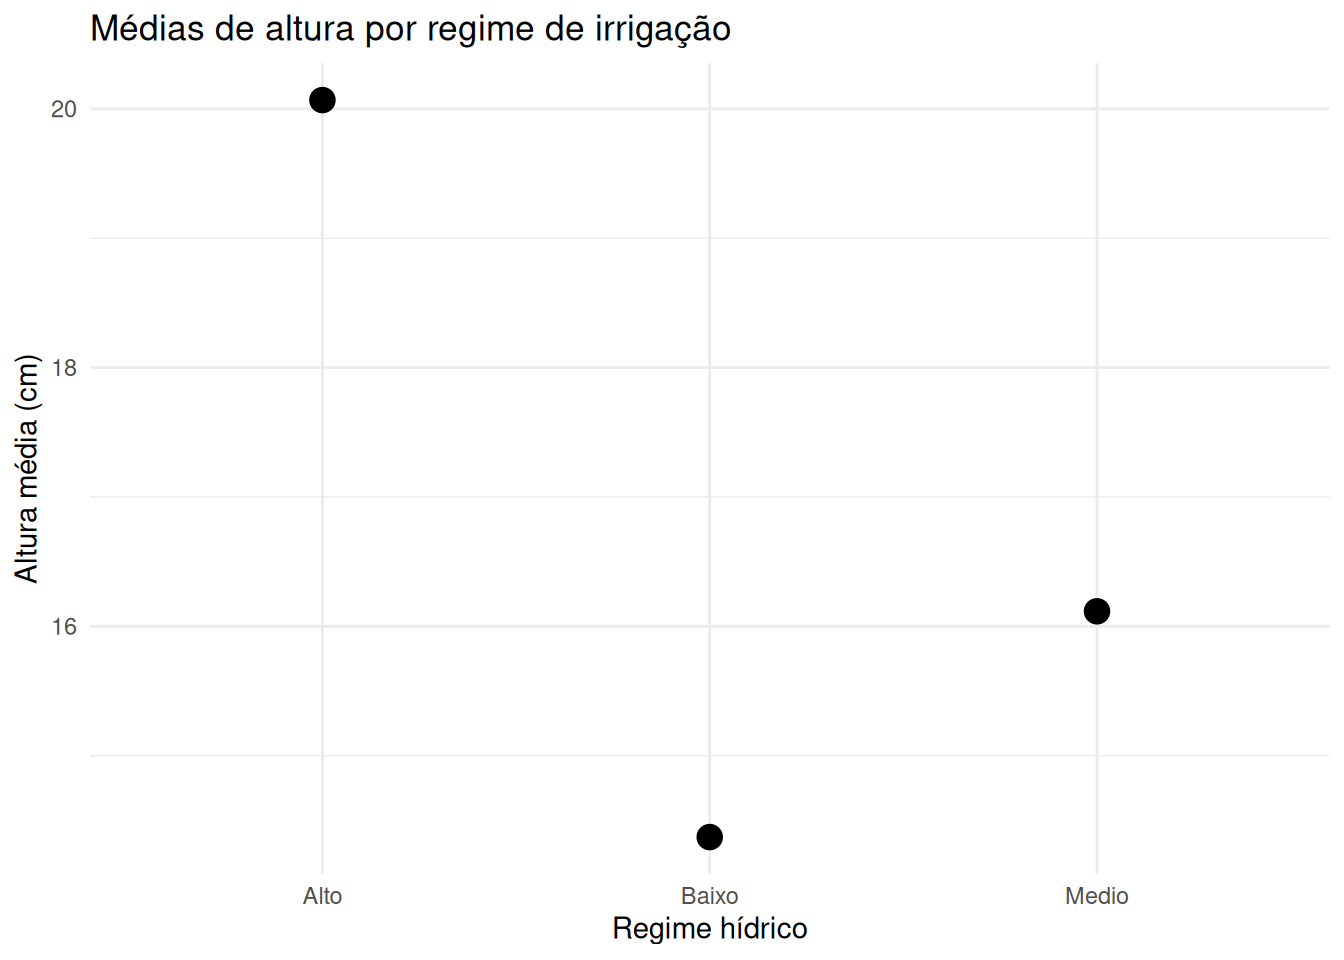 Médias de altura por regime de irrigação
Altura média (cm)
20
18
16
Alto Baixo Medio
Regime hídrico